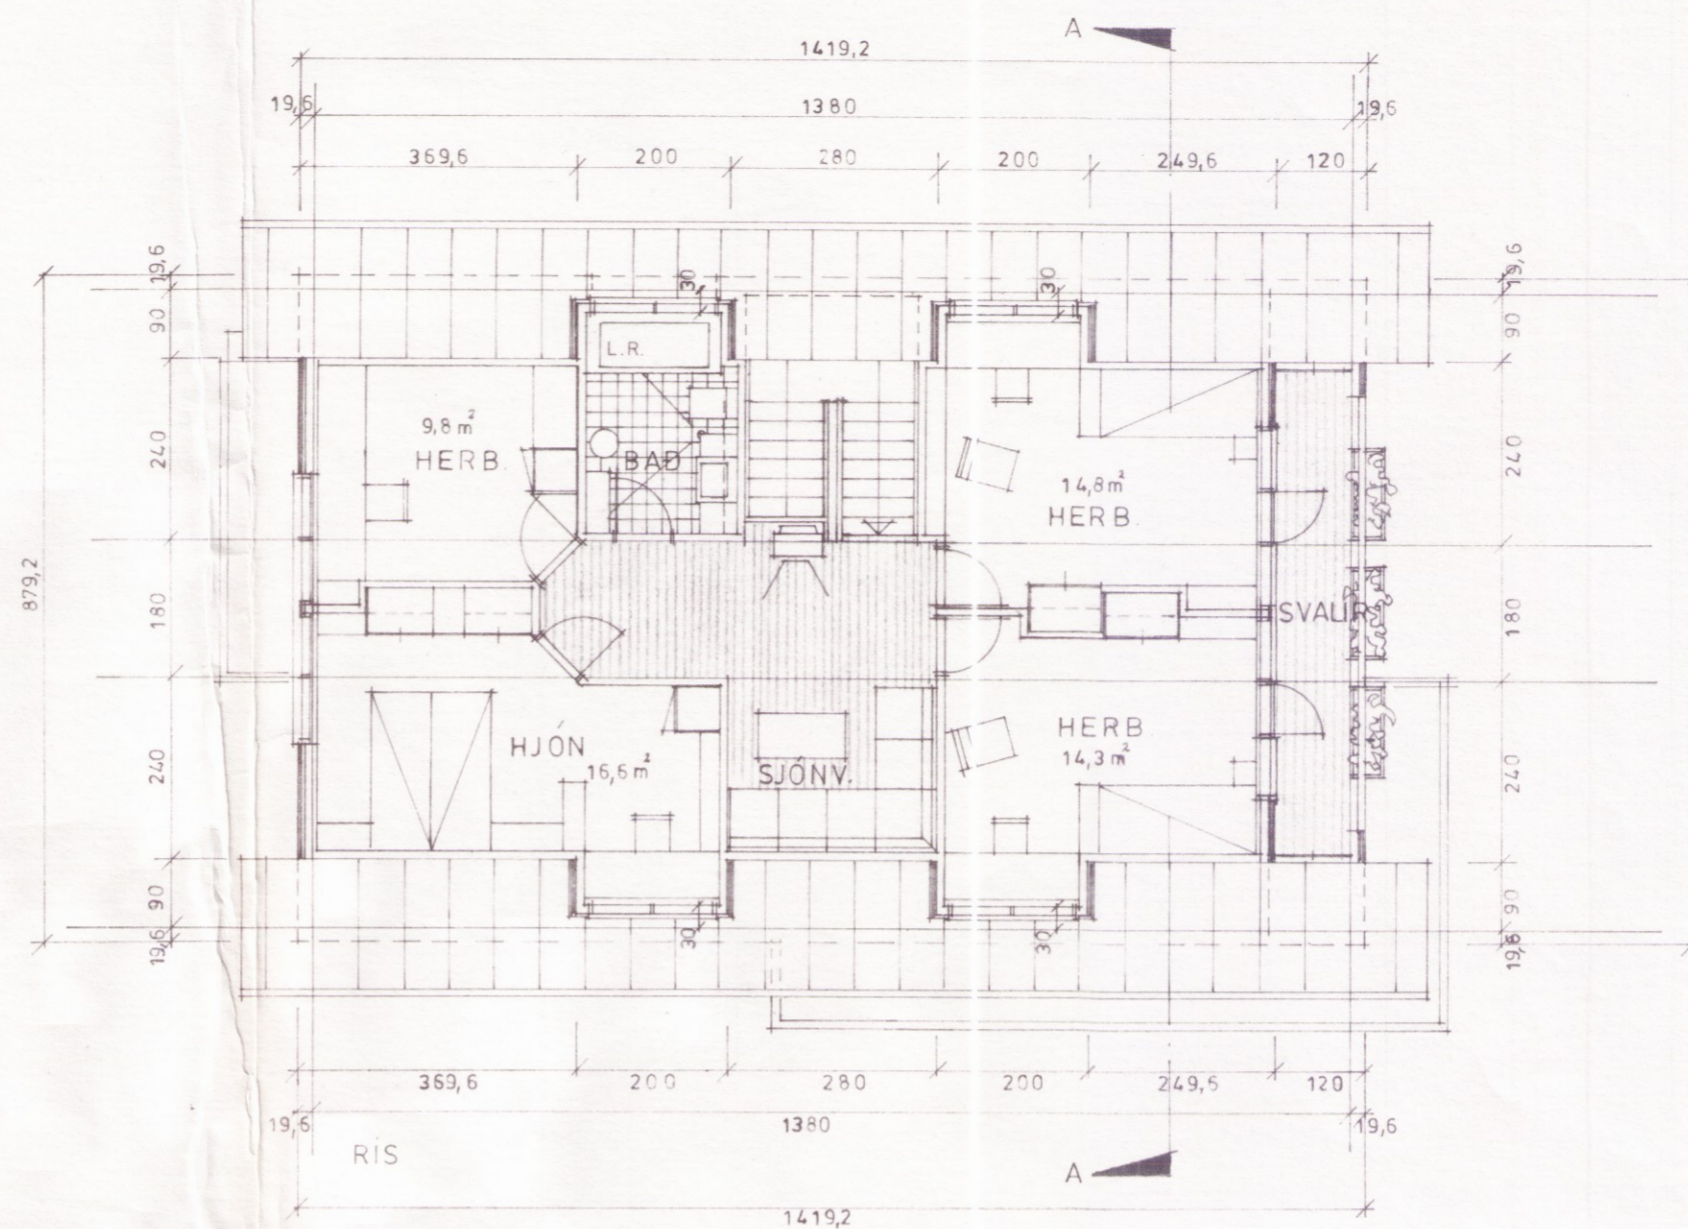 A
1419,2
19,6 1380 19,6
369,6 200 280 200 249,6 120
19,6 30 30 19,6
90 90
L.R.
9,8 m²
HERB.
BAÐ
240 240
14,8 m²
HERB.
879,2
180 SVALIR 180
HJÓN
16,6 m²
SJÓNV.
HERB
14,3 m²
240 240
90 90
19,6 30 30 19,6
369,6 200 280 200 249,6 120
19,6 1380 19,6
RIS
A
1419,2